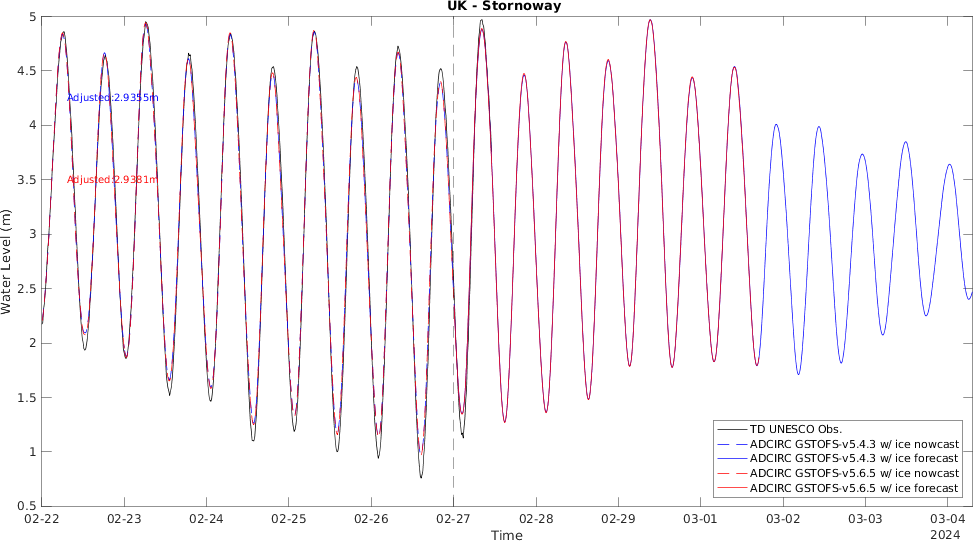 UK - Stornoway
5
4.5
4
3.5
3
2.5
2
1.5
1
0.5
Water Level (m)
Adjusted:2.9355m
Adjusted:2.9381m
TD UNESCO Obs.
ADCIRC GSTOFS-v5.4.3 w/ ice nowcast
ADCIRC GSTOFS-v5.4.3 w/ ice forecast
ADCIRC GSTOFS-v5.6.5 w/ ice nowcast
ADCIRC GSTOFS-v5.6.5 w/ ice forecast
02-22 02-23 02-24 02-25 02-26 02-27 02-28 02-29 03-01 03-02 03-03 03-04
Time
2024